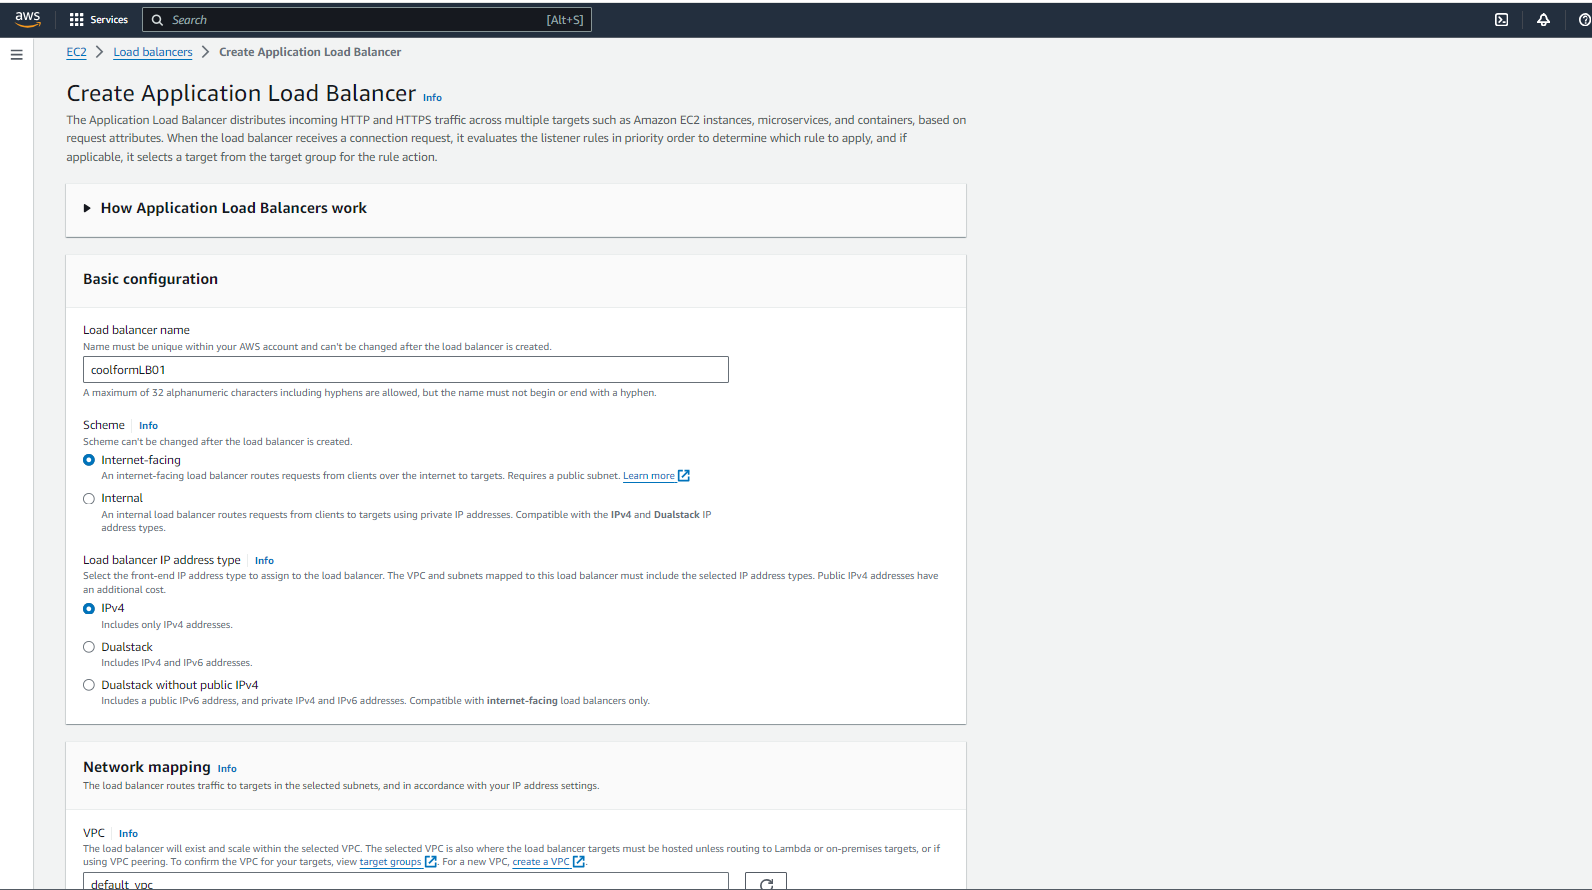 aws Services Search [Alt+S]
EC2 > Load balancers > Create Application Load Balancer
Create Application Load Balancer Info
The Application Load Balancer distributes incoming HTTP and HTTPS traffic across multiple targets such as Amazon EC2 instances, microservices, and containers, based on
request attributes. When the load balancer receives a connection request, it evaluates the listener rules in priority order to determine which rule to apply, and if
applicable, it selects a target from the target group for the rule action.
How Application Load Balancers work
Basic configuration
Load balancer name
Name must be unique within your AWS account and can't be changed after the load balancer is created.
coolformLB01
A maximum of 32 alphanumeric characters including hyphens are allowed, but the name must not begin or end with a hyphen.
Scheme Info
Scheme can't be changed after the load balancer is created.
Internet-facing
An internet-facing load balancer routes requests from clients over the internet to targets. Requires a public subnet. Learn more
Internal
An internal load balancer routes requests from clients to targets using private IP addresses. Compatible with the IPv4 and Dualstack IP
address types.
Load balancer IP address type Info
Select the front-end IP address type to assign to the load balancer. The VPC and subnets mapped to this load balancer must include the selected IP address types. Public IPv4 addresses have
an additional cost.
IPv4
Includes only IPv4 addresses.
Dualstack
Includes IPv4 and IPv6 addresses.
Dualstack without public IPv4
Includes a public IPv6 address, and private IPv4 and IPv6 addresses. Compatible with internet-facing load balancers only.
Network mapping Info
The load balancer routes traffic to targets in the selected subnets, and in accordance with your IP address settings.
VPC Info
The load balancer will exist and scale within the selected VPC. The selected VPC is also where the load balancer targets must be hosted unless routing to Lambda or on-premises targets, or if
using VPC peering. To confirm the VPC for your targets, view target groups. For a new VPC, create a VPC.
default_vpc